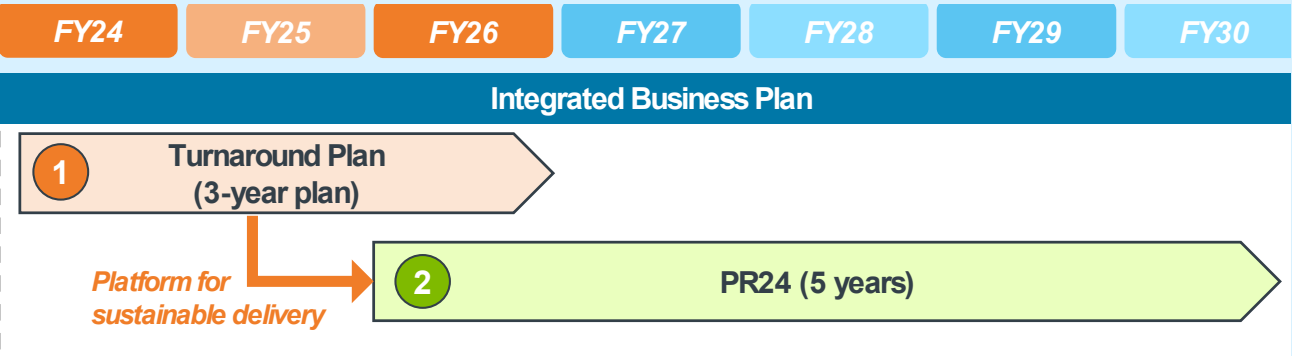 FY24 FY25 FY26 FY27 FY28 FY29 FY30
Integrated Business Plan
1
Turnaround Plan
(3-year plan)
Platform for
sustainable delivery
2
PR24 (5 years)